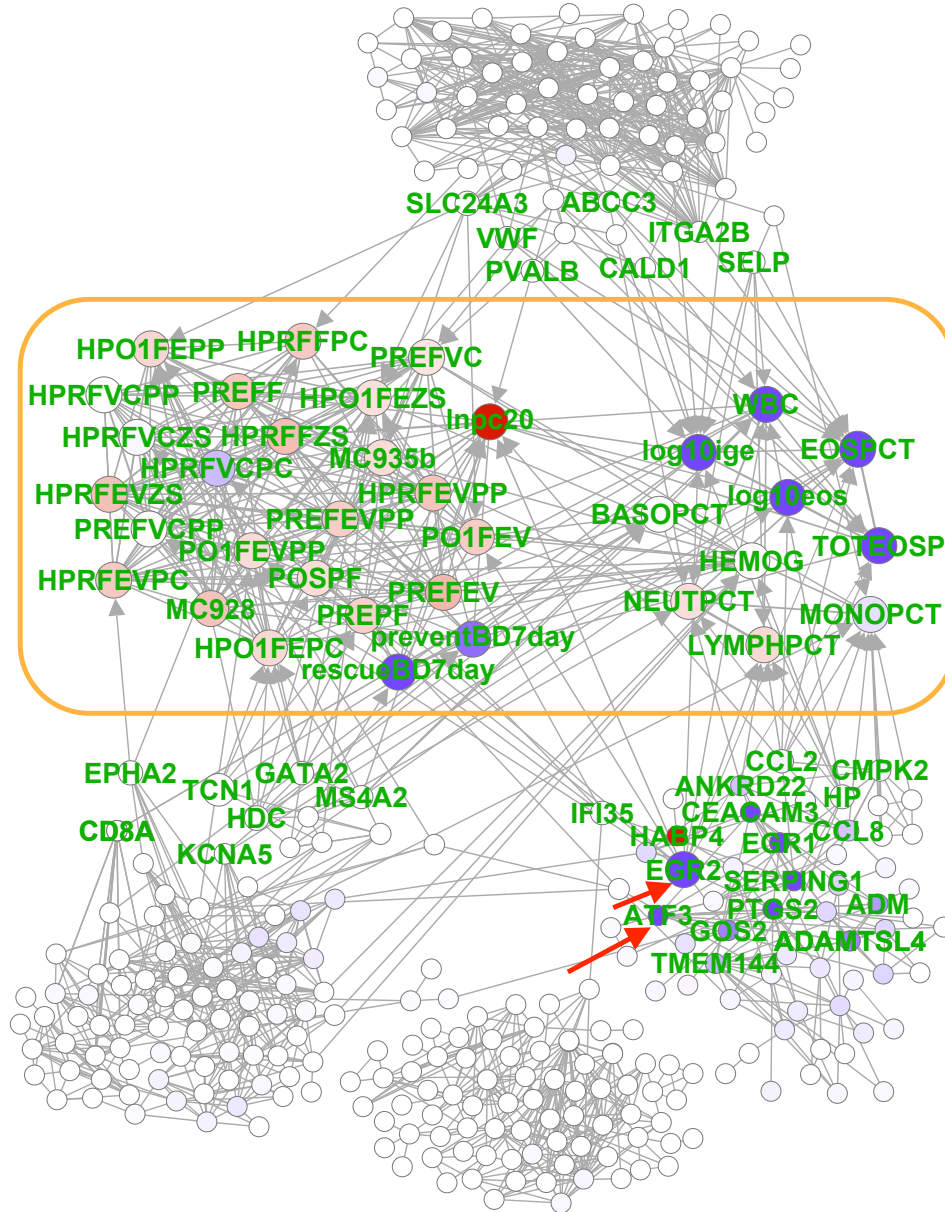 SLC24A3
ABCC3
VWF
ITGA2B
PVALB
CALD1
SELP
HPO1FEPP
HPRFFPC
PREFVC
HPRFVCPP
PREFF
HPO1FEZS
WBC
lnpc20
HPRFVCZS
HPRFFZS
log10ige
EOSPCT
HPRFVCPC
MC935b
HPRFEVZS
HPRFEVPP
log10eos
PREFVCPP
PREFEVPP
BASOPCT
PO1FEVPP
PO1FEV
TOTEOSP
HPRFEVPC
POSPF
HEMOG
MC928
PREFEV
NEUTPCT
PREPF
MONOPCT
HPO1FEPC
preventBD7day
LYMPHPCT
rescueBD7day
EPHA2
GATA2
CCL2
CMPK2
TCN1
MS4A2
ANKRD22
HP
CD8A
HDC
IFI35
CEACAM3
KCNA5
HABP4
EGR1
CCL8
EGR2
SERPING1
ATF3
PTGS2
ADM
GOS2
ADAMTSL4
TMEM144